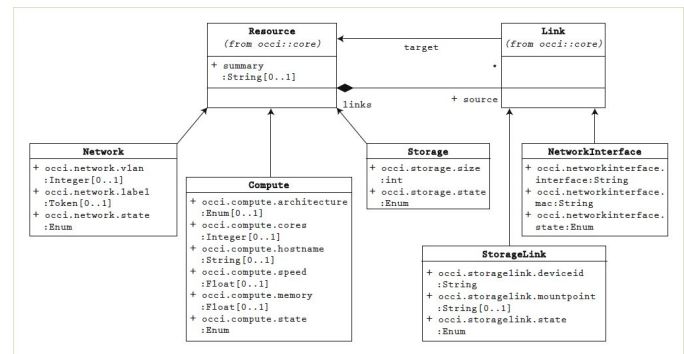 Resource
(from occi::core)
+ summary
:String[0..1]
Link
(from occi::core)
target
*
links
+ source
Network
+ occi.network.vlan
:Integer[0..1]
+ occi.network.label
:Token[0..1]
+ occi.network.state
:Enum
Compute
+ occi.compute.architecture
:Enum[0..1]
+ occi.compute.cores
:Integer[0..1]
+ occi.compute.hostname
:String[0..1]
+ occi.compute.speed
:Float[0..1]
+ occi.compute.memory
:Float[0..1]
+ occi.compute.state
:Enum
Storage
+ occi.storage.size
:int
+ occi.storage.state
:Enum
NetworkInterface
+ occi.networkinterface.
interface:String
+ occi.networkinterface.
mac:String
+ occi.networkinterface.
state:Enum
StorageLink
+ occi.storagelink.deviceid
:String
+ occi.storagelink.mountpoint
:String[0..1]
+ occi.storagelink.state
:Enum